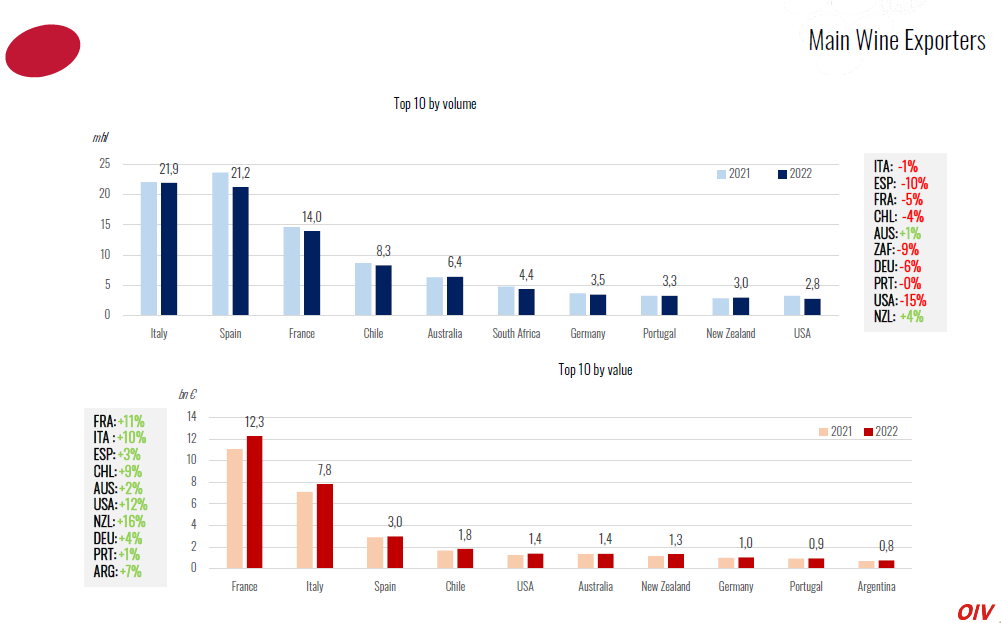 Main Wine Exporters
Top 10 by volume
mhl
25
20
15
10
5
0
2021 2022
21,9 21,2 14,0 8,3 6,4 4,4 3,5 3,3 3,0 2,8
Italy Spain France Chile Australia South Africa Germany Portugal New Zealand USA
ITA: -1%
ESP: -10%
FRA: -5%
CHL: -4%
AUS: +1%
ZAF: -9%
DEU: -6%
PRT: -0%
USA: -15%
NZL: +4%
Top 10 by value
bn €
14
12
10
8
6
4
2
0
2021 2022
12,3 7,8 3,0 1,8 1,4 1,4 1,3 1,0 0,9 0,8
France Italy Spain Chile USA Australia New Zealand Germany Portugal Argentina
FRA: +11%
ITA : +10%
ESP: +3%
CHL: +9%
AUS: +2%
USA: +12%
NZL: +16%
DEU: +4%
PRT: +1%
ARG: +7%
OIV